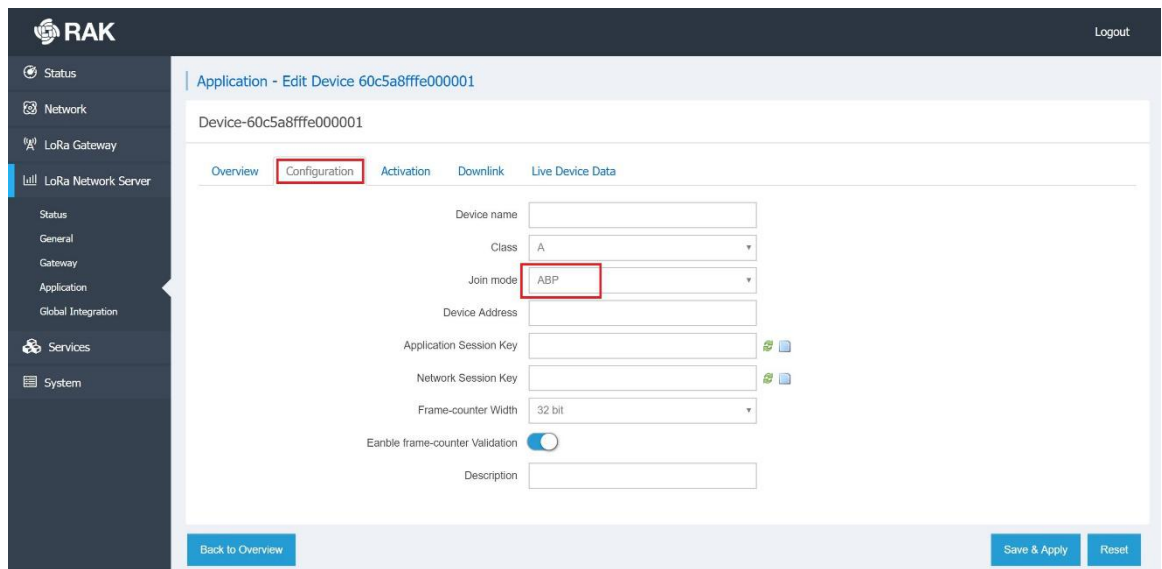 RAK
Logout
Status
Network
LoRa Gateway
LoRa Network Server
Status
General
Gateway
Application
Global Integration
Services
System
Application - Edit Device 60c5a8fffe000001
Device-60c5a8fffe000001
Overview Configuration Activation Downlink Live Device Data
Device name
Class A
Join mode ABP
Device Address
Application Session Key
Network Session Key
Frame-counter Width 32 bit
Eanble frame-counter Validation
Description
Back to Overview Save & Apply Reset